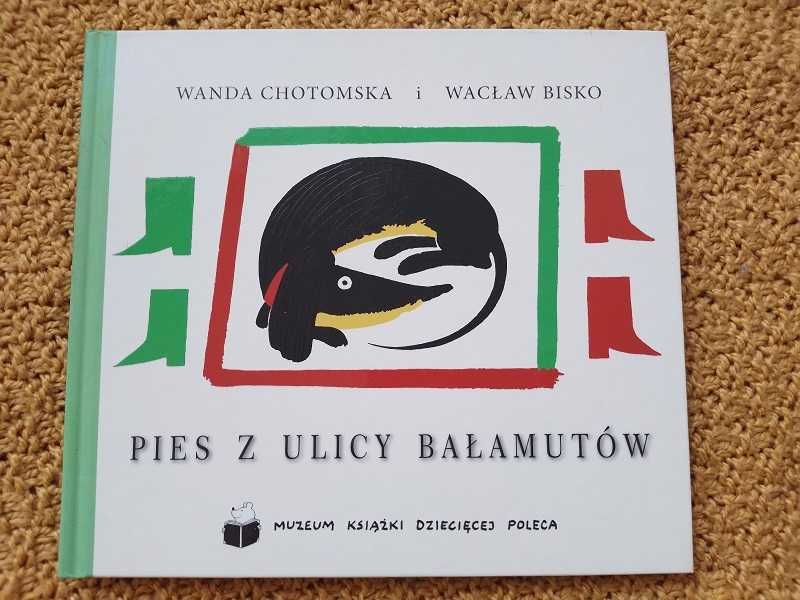 WANDA CHOTOMSKA i WACŁAW BISKO
PIES Z ULICY BAŁAMUTÓW
MUZEUM KSIĄŻKI DZIECIĘCEJ POLECA